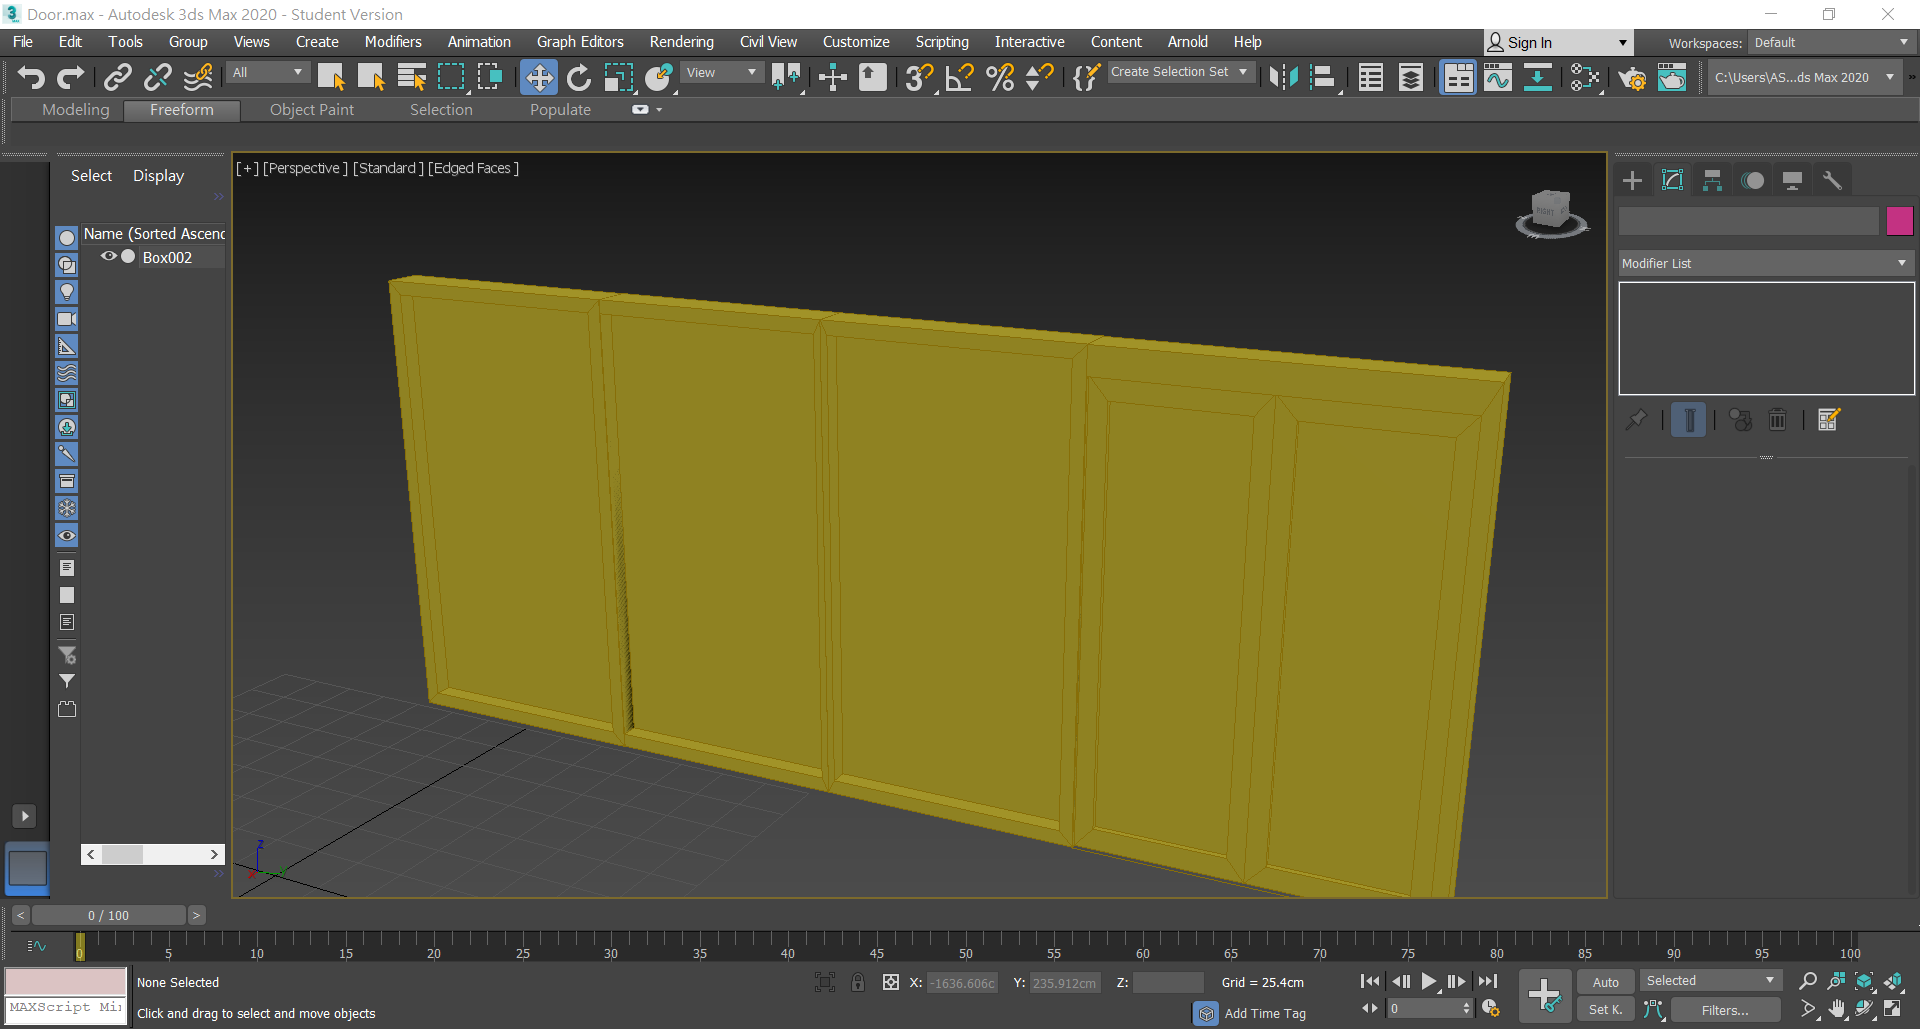 Door.max - Autodesk 3ds Max 2020 - Student Version
File Edit Tools Group Views Create Modifiers Animation Graph Editors Rendering Civil View Customize Scripting Interactive Content Arnold Help
Sign In
Workspaces: Default
All
View
Create Selection Set
C:\Users\AS...ds Max 2020
Modeling Freeform Object Paint Selection Populate
Select Display
[+] [Perspective ] [Standard ] [Edged Faces ]
Name (Sorted Ascenc
Box002
RIGHT
Modifier List
z
x
0 / 100
0 5 10 15 20 25 30 35 40 45 50 55 60 65 70 75 80 85 90 95 100
None Selected
X: -1636.606c Y: 235.912cm Z:
Grid = 25.4cm
Auto
Selected
MAXScript Mi
Click and drag to select and move objects
Add Time Tag
0
Set K.
Filters...